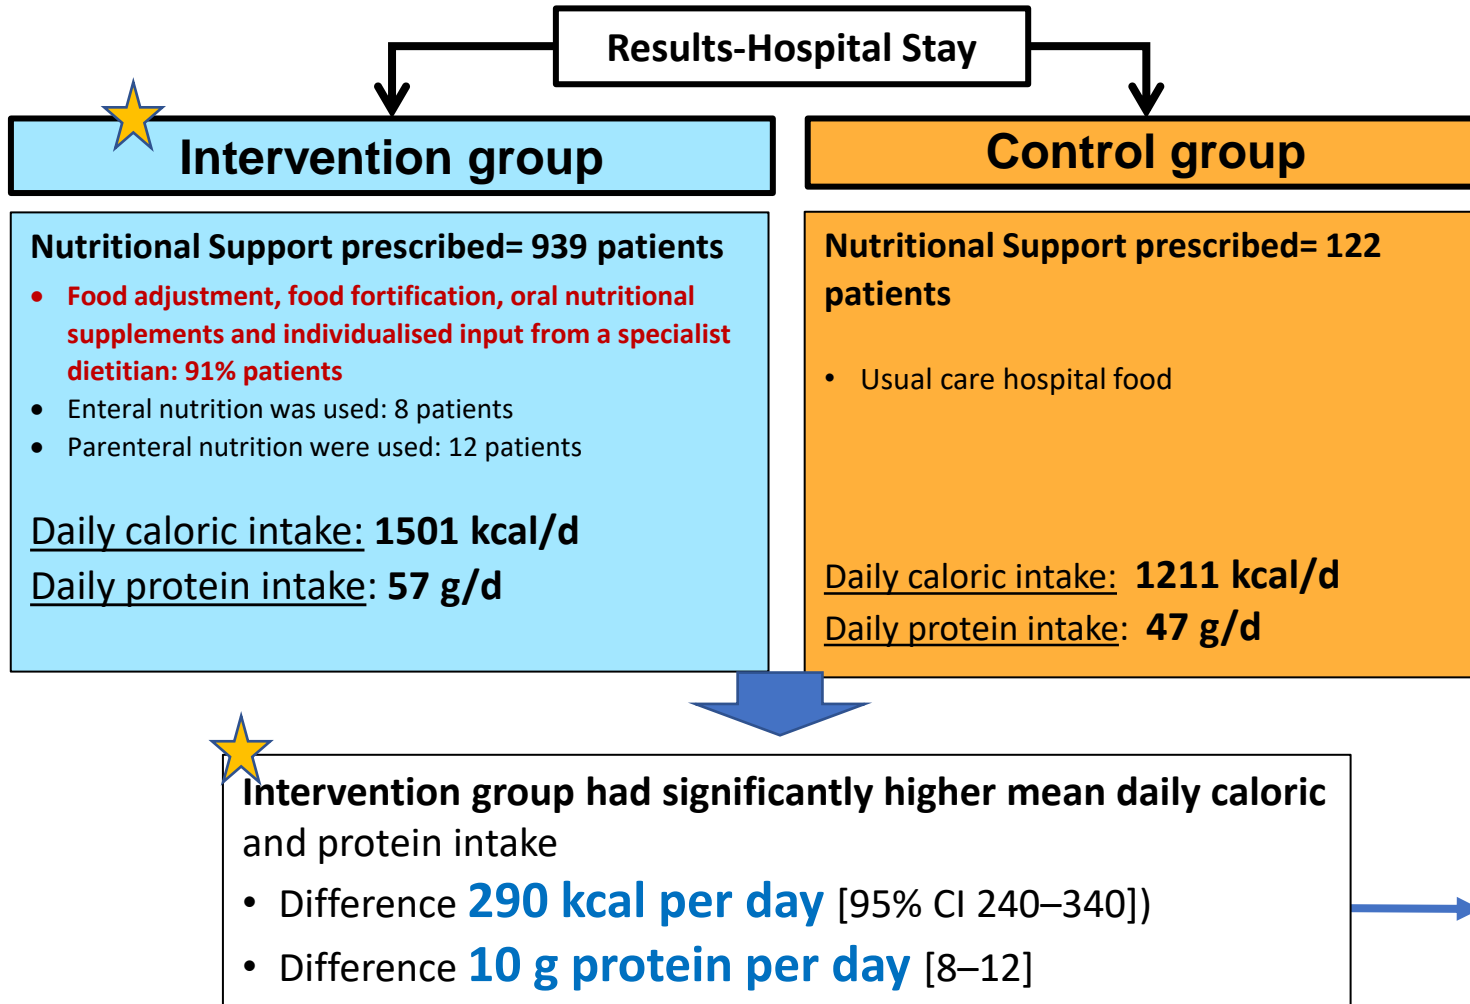 Results-Hospital Stay
Intervention group
Control group
Nutritional Support prescribed= 939 patients
• Food adjustment, food fortification, oral nutritional
supplements and individualised input from a specialist
dietitian: 91% patients
• Enteral nutrition was used: 8 patients
• Parenteral nutrition were used: 12 patients
Daily caloric intake: 1501 kcal/d
Daily protein intake: 57 g/d
Nutritional Support prescribed= 122
patients
• Usual care hospital food
Daily caloric intake: 1211 kcal/d
Daily protein intake: 47 g/d
Intervention group had significantly higher mean daily caloric
and protein intake
• Difference 290 kcal per day [95% CI 240–340])
• Difference 10 g protein per day [8–12]